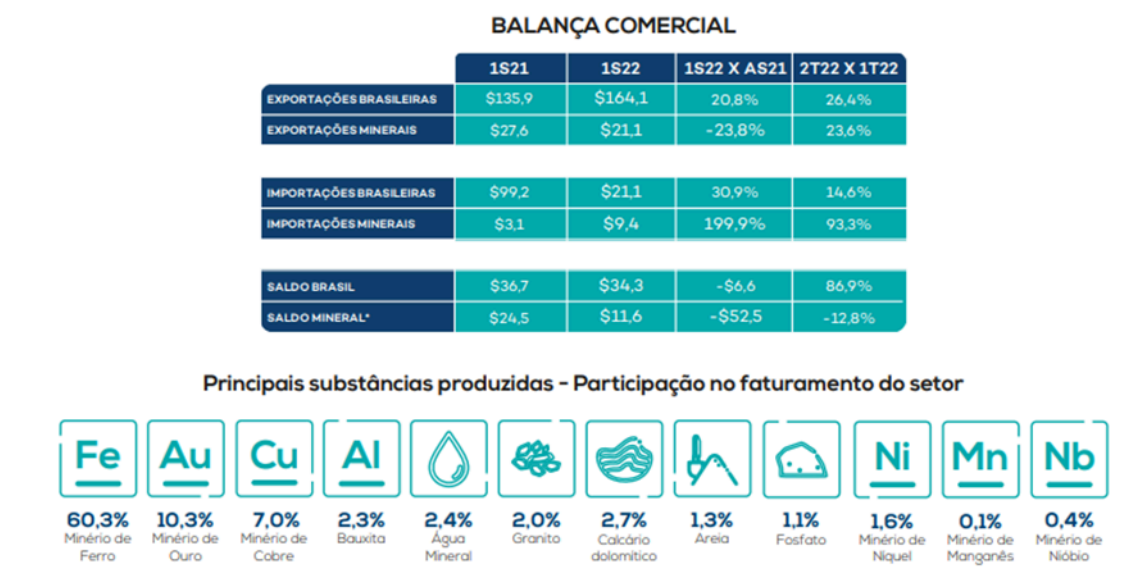 BALANÇA COMERCIAL
1S21 1S22 1S22 X AS21 2T22 X 1T22
EXPORTAÇÕES BRASILEIRAS $135,9 $164,1 20,8% 26,4%
EXPORTAÇÕES MINERAIS $27,6 $21,1 -23,8% 23,6%
IMPORTAÇÕES BRASILEIRAS $99,2 $21,1 30,9% 14,6%
IMPORTAÇÕES MINERAIS $3,1 $9,4 199,9% 93,3%
SALDO BRASIL $36,7 $34,3 -$6,6 86,9%
SALDO MINERAL* $24,5 $11,6 -$52,5 -12,8%
Principais substâncias produzidas - Participação no faturamento do setor
Fe Au Cu Al Ni Mn Nb
60,3% 10,3% 7,0% 2,3% 2,4% 2,0% 2,7% 1,3% 1,1% 1,6% 0,1% 0,4%
Minério de Minério de Minério de Bauxita Água Granito Calcário Areia Fosfato Minério de Minério de Minério de
Ferro Ouro Cobre Mineral dolomítico Niquel Manganês Nióbio